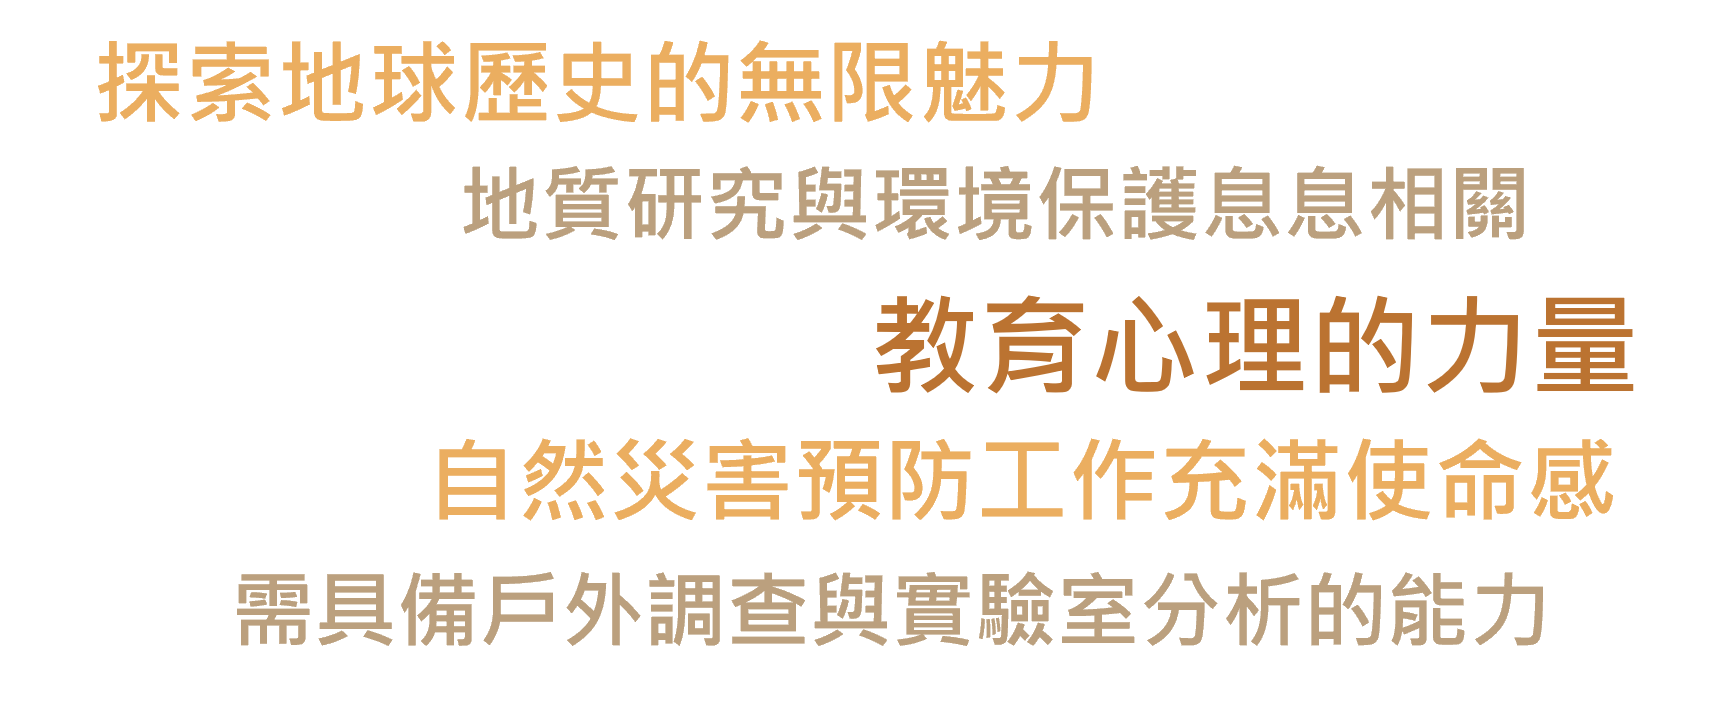 探索地球歷史的無限魅力
地質研究與環境保護息息相關
教育心理的力量
自然災害預防工作充滿使命感
需具備戶外調查與實驗室分析的能力